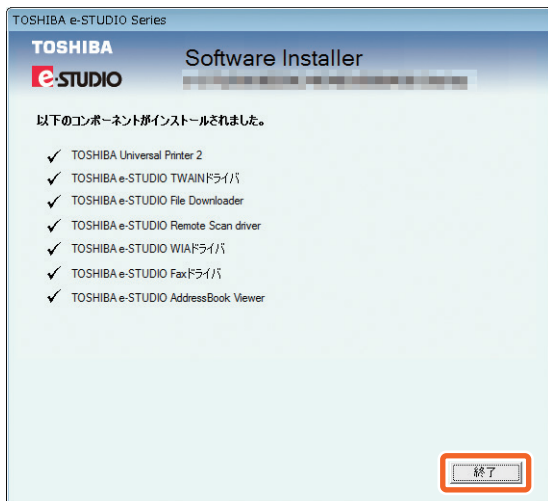 TOSHIBA e-STUDIO Series
TOSHIBA
e-STUDIO
Software Installer
以下のコンポーネントがインストールされました。
TOSHIBA Universal Printer 2
TOSHIBA e-STUDIO TWAINドライバ
TOSHIBA e-STUDIO File Downloader
TOSHIBA e-STUDIO Remote Scan driver
TOSHIBA e-STUDIO WIAドライバ
TOSHIBA e-STUDIO Faxドライバ
TOSHIBA e-STUDIO AddressBook Viewer
終了